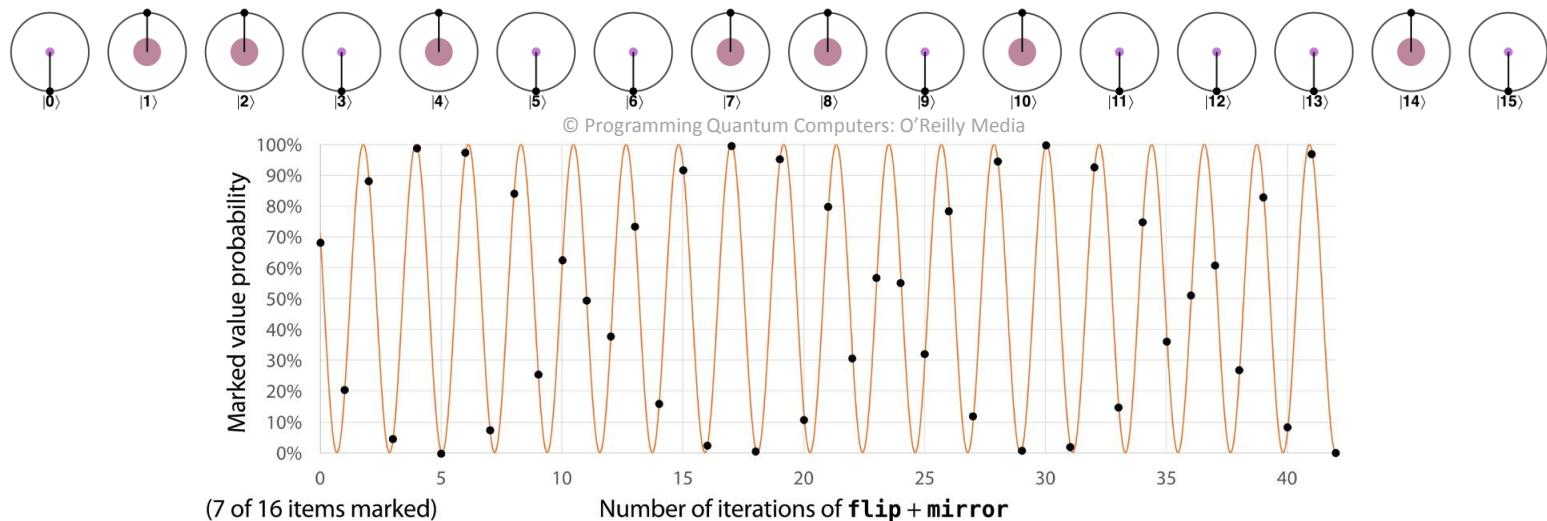 |0⟩ |1⟩ |2⟩ |3⟩ |4⟩ |5⟩ |6⟩ |7⟩ |8⟩ |9⟩ |10⟩ |11⟩ |12⟩ |13⟩ |14⟩ |15⟩
© Programming Quantum Computers: O’Reilly Media
Marked value probability
100%
90%
80%
70%
60%
50%
40%
30%
20%
10%
0%
0 5 10 15 20 25 30 35 40
(7 of 16 items marked)
Number of iterations of flip + mirror